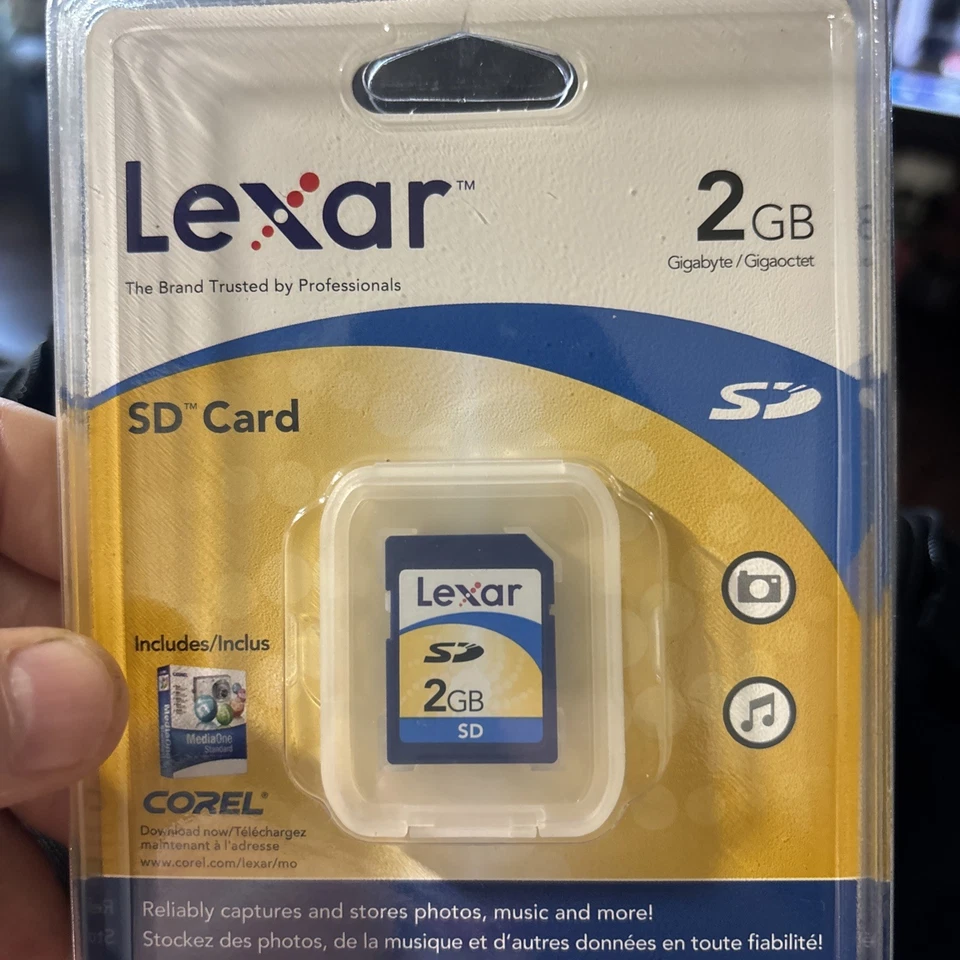 Lexar™
2GB
Gigabyte / Gigaoctet
The Brand Trusted by Professionals
SD™ Card
SD
Lexar
SD
2GB
SD
Includes/Inclus
MediaOne
Standard
COREL®
Download now/Téléchargez
maintenant à l'adresse
www.corel.com/lexar/mo
Reliably captures and stores photos, music and more!
Stockez des photos, de la musique et d'autres données en toute fiabilité!